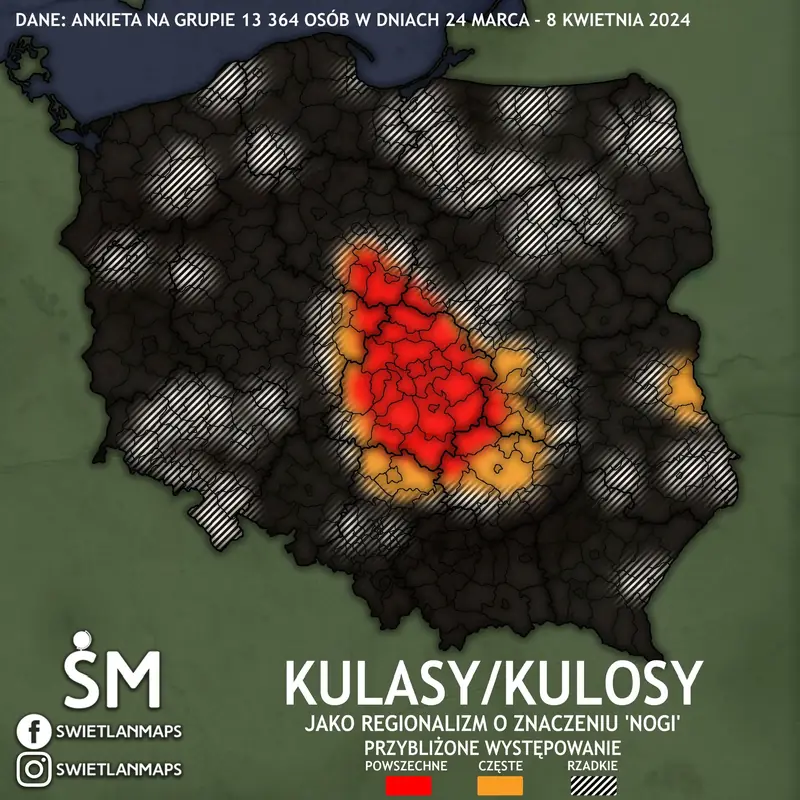 DANE: ANKIETA NA GRUPIE 13 364 OSÓB W DNIACH 24 MARCA - 8 KWIETNIA 2024
ŚM
SWIETLANMAPS
SWIETLANMAPS
KULASY/KULOSY
JAKO REGIONALIZM O ZNACZENIU 'NOGI'
PRZYBLIŻONE WYSTĘPOWANIE
POWSZECHNE CZĘSTE RZADKIE